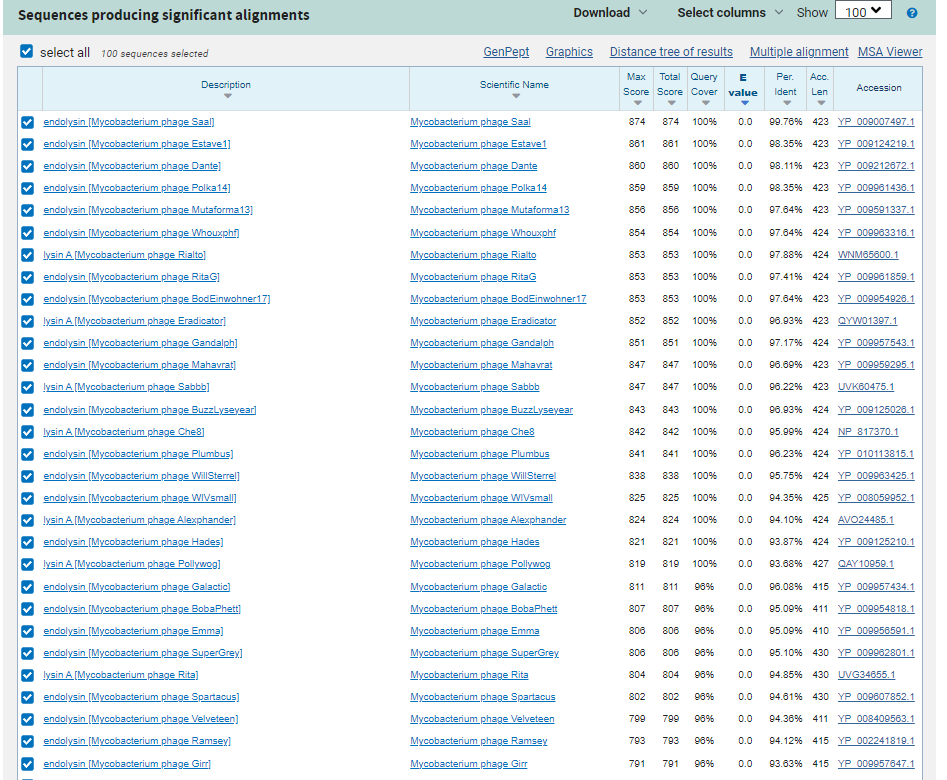 Sequences producing significant alignments Download Select columns Show 100
select all 100 sequences selected GenPept Graphics Distance tree of results Multiple alignment MSA Viewer
Description Scientific Name Max Score Total Score Query Cover E value Per. Ident Acc. Len Accession
endolysin [Mycobacterium phage Saal] Mycobacterium phage Saal 874 874 100% 0.0 99.76% 423 YP_009007497.1
endolysin [Mycobacterium phage Estave1] Mycobacterium phage Estave1 861 861 100% 0.0 98.35% 423 YP_009124219.1
endolysin [Mycobacterium phage Dante] Mycobacterium phage Dante 860 860 100% 0.0 98.11% 423 YP_009212672.1
endolysin [Mycobacterium phage Polka14] Mycobacterium phage Polka14 859 859 100% 0.0 98.35% 423 YP_009961436.1
endolysin [Mycobacterium phage Mutaforma13] Mycobacterium phage Mutaforma13 856 856 100% 0.0 97.64% 423 YP_009591337.1
endolysin [Mycobacterium phage Whouxphf] Mycobacterium phage Whouxphf 854 854 100% 0.0 97.64% 424 YP_009963316.1
lysin A [Mycobacterium phage Rialto] Mycobacterium phage Rialto 853 853 100% 0.0 97.88% 424 WNM65600.1
endolysin [Mycobacterium phage RitaG] Mycobacterium phage RitaG 853 853 100% 0.0 97.41% 424 YP_009961859.1
endolysin [Mycobacterium phage BodEinwohner17] Mycobacterium phage BodEinwohner17 853 853 100% 0.0 97.64% 423 YP_009954926.1
lysin A [Mycobacterium phage Eradicator] Mycobacterium phage Eradicator 852 852 100% 0.0 96.93% 423 QYW01397.1
endolysin [Mycobacterium phage Gandalph] Mycobacterium phage Gandalph 851 851 100% 0.0 97.17% 424 YP_009957543.1
endolysin [Mycobacterium phage Mahavrat] Mycobacterium phage Mahavrat 847 847 100% 0.0 96.69% 423 YP_009959295.1
lysin A [Mycobacterium phage Sabbb] Mycobacterium phage Sabbb 847 847 100% 0.0 96.22% 423 UVK60475.1
endolysin [Mycobacterium phage BuzzLyseyear] Mycobacterium phage BuzzLyseyear 843 843 100% 0.0 96.93% 424 YP_009125026.1
lysin A [Mycobacterium phage Che8] Mycobacterium phage Che8 842 842 100% 0.0 95.99% 424 NP_817370.1
endolysin [Mycobacterium phage Plumbus] Mycobacterium phage Plumbus 841 841 100% 0.0 96.23% 424 YP_010113815.1
endolysin [Mycobacterium phage WillSterrel] Mycobacterium phage WillSterrel 838 838 100% 0.0 95.75% 424 YP_009963425.1
endolysin [Mycobacterium phage WIVsmall] Mycobacterium phage WIVsmall 825 825 100% 0.0 94.35% 425 YP_008059952.1
lysin A [Mycobacterium phage Alexphander] Mycobacterium phage Alexphander 824 824 100% 0.0 94.10% 424 AVO24485.1
endolysin [Mycobacterium phage Hades] Mycobacterium phage Hades 821 821 100% 0.0 93.87% 424 YP_009125210.1
lysin A [Mycobacterium phage Pollywog] Mycobacterium phage Pollywog 819 819 100% 0.0 93.68% 427 QAY10959.1
endolysin [Mycobacterium phage Galactic] Mycobacterium phage Galactic 811 811 96% 0.0 96.08% 415 YP_009957434.1
endolysin [Mycobacterium phage BobaPhett] Mycobacterium phage BobaPhett 807 807 96% 0.0 95.09% 411 YP_009954818.1
endolysin [Mycobacterium phage Emma] Mycobacterium phage Emma 806 806 96% 0.0 95.09% 410 YP_009956591.1
endolysin [Mycobacterium phage SuperGrey] Mycobacterium phage SuperGrey 806 806 96% 0.0 95.10% 430 YP_009962801.1
lysin A [Mycobacterium phage Rita] Mycobacterium phage Rita 804 804 96% 0.0 94.85% 430 UVG34655.1
endolysin [Mycobacterium phage Spartacus] Mycobacterium phage Spartacus 802 802 96% 0.0 94.61% 430 YP_009607852.1
endolysin [Mycobacterium phage Velveteen] Mycobacterium phage Velveteen 799 799 96% 0.0 94.36% 411 YP_008409563.1
endolysin [Mycobacterium phage Ramsey] Mycobacterium phage Ramsey 793 793 96% 0.0 94.12% 415 YP_002241819.1
endolysin [Mycobacterium phage Girr] Mycobacterium phage Girr 791 791 96% 0.0 93.63% 415 YP_009957647.1